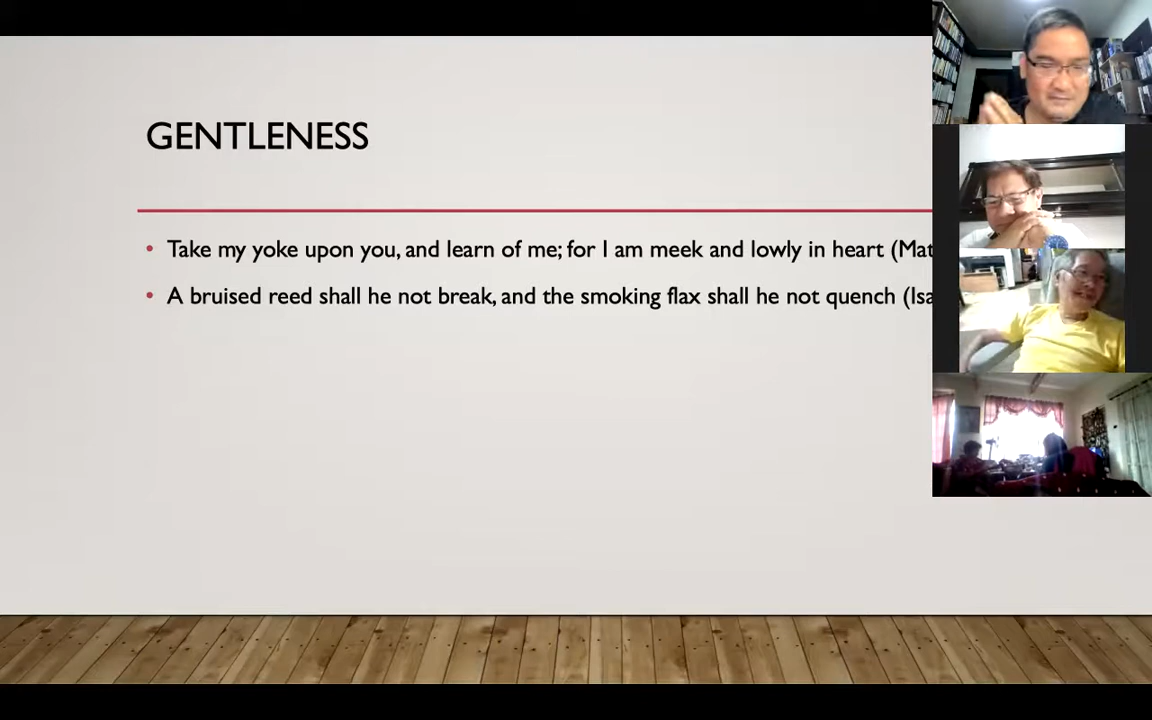 GENTLENESS
• Take my yoke upon you, and learn of me; for I am meek and lowly in heart (Mat
• A bruised reed shall he not break, and the smoking flax shall he not quench (Isa